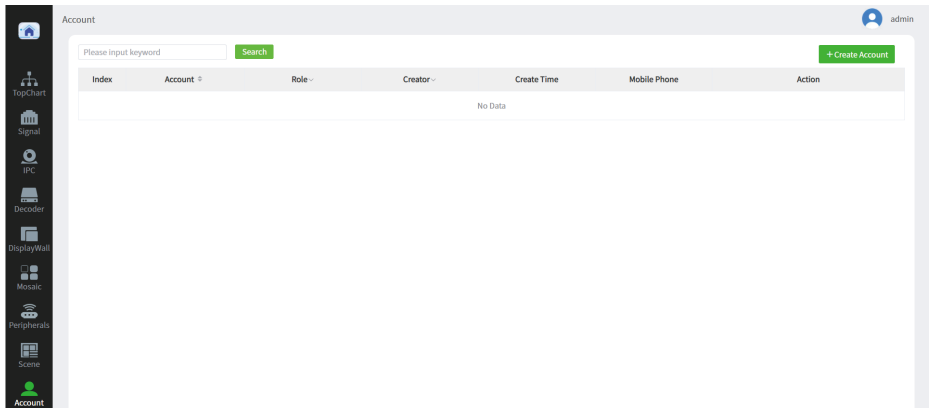 Account
admin
Please input keyword
Search
+ Create Account
Index Account Role Creator Create Time Mobile Phone Action
No Data
TopChart
Signal
IPC
Decoder
DisplayWall
Mosaic
Peripherals
Scene
Account